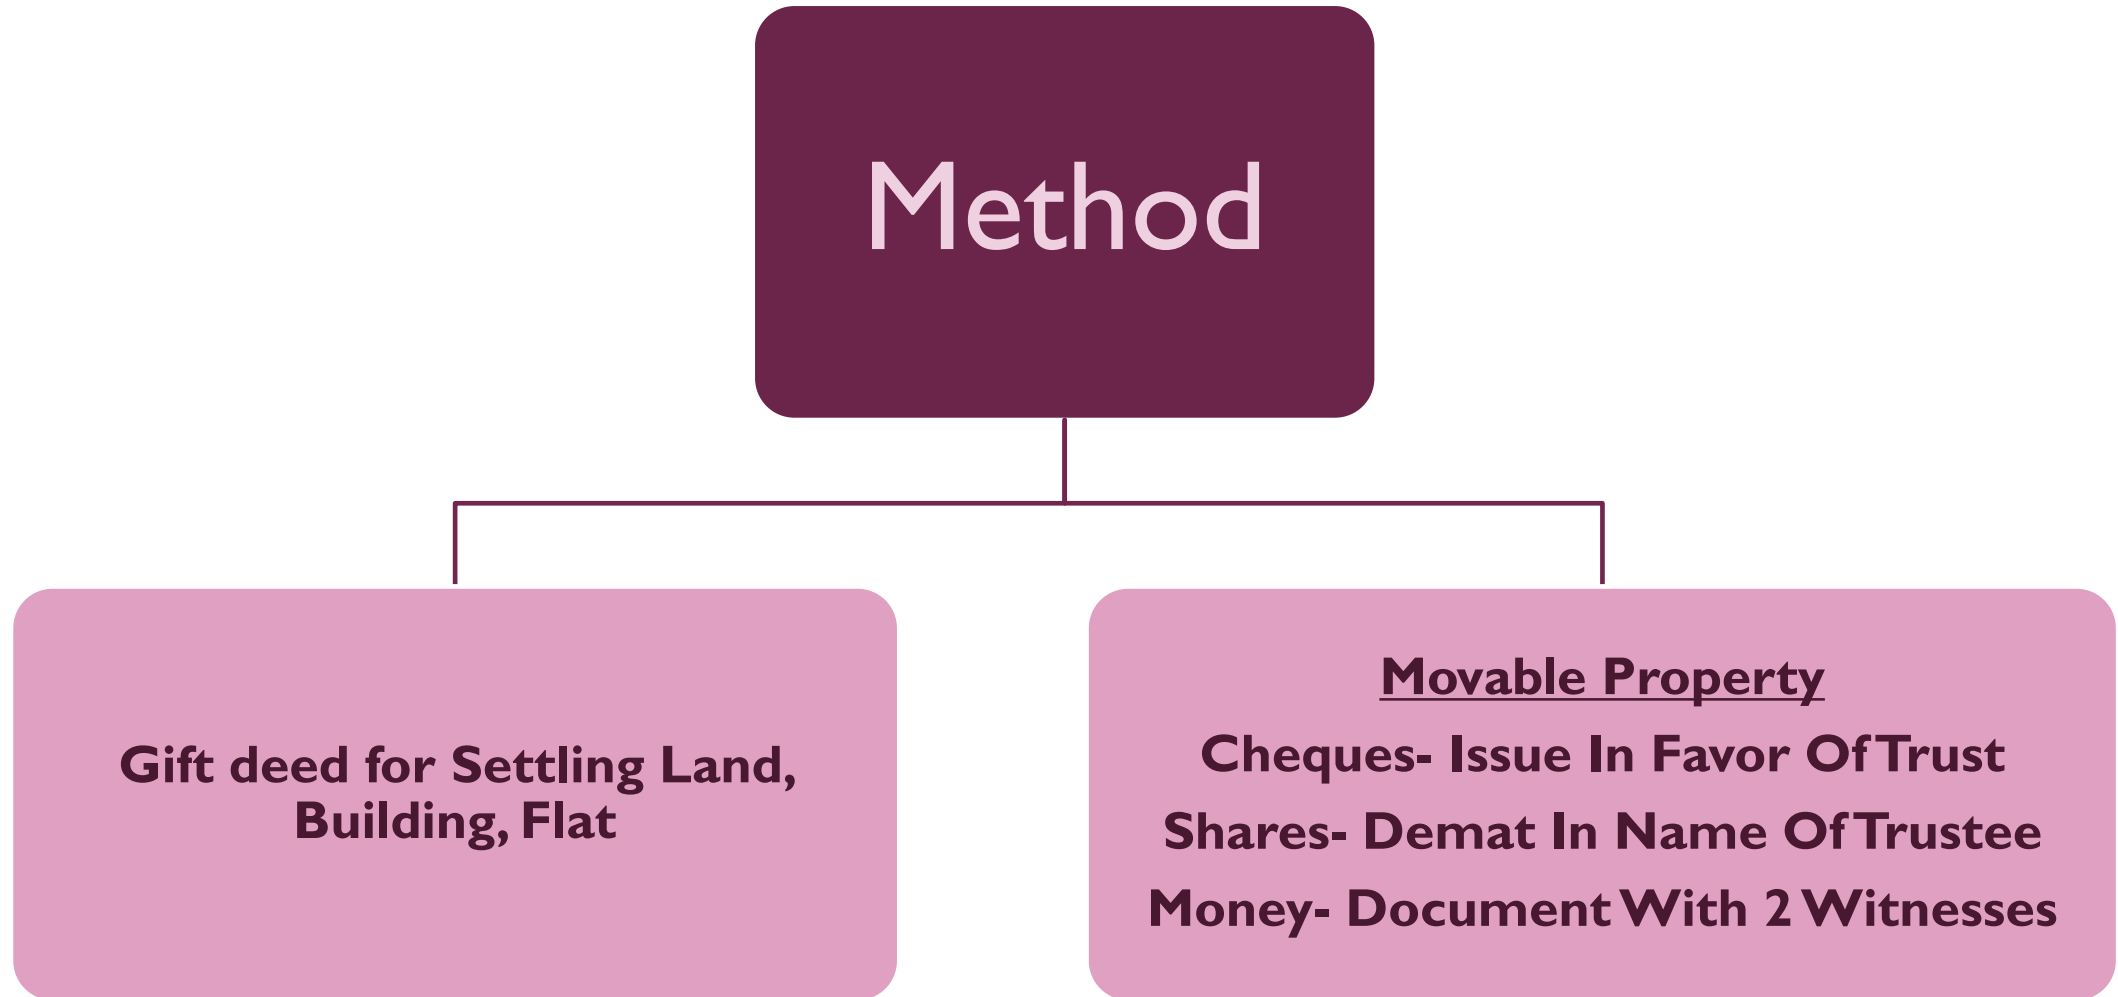 Method
Gift deed for Settling Land,
Building, Flat
Movable Property
Cheques- Issue In Favor Of Trust
Shares- Demat In Name Of Trustee
Money- Document With 2 Witnesses